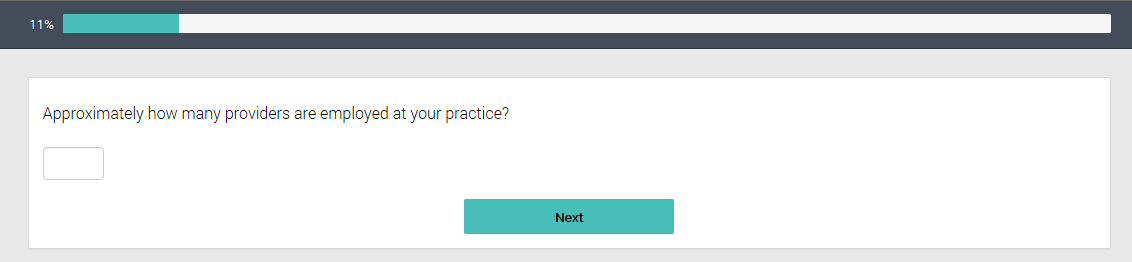 11%
Approximately how many providers are employed at your practice?
Next